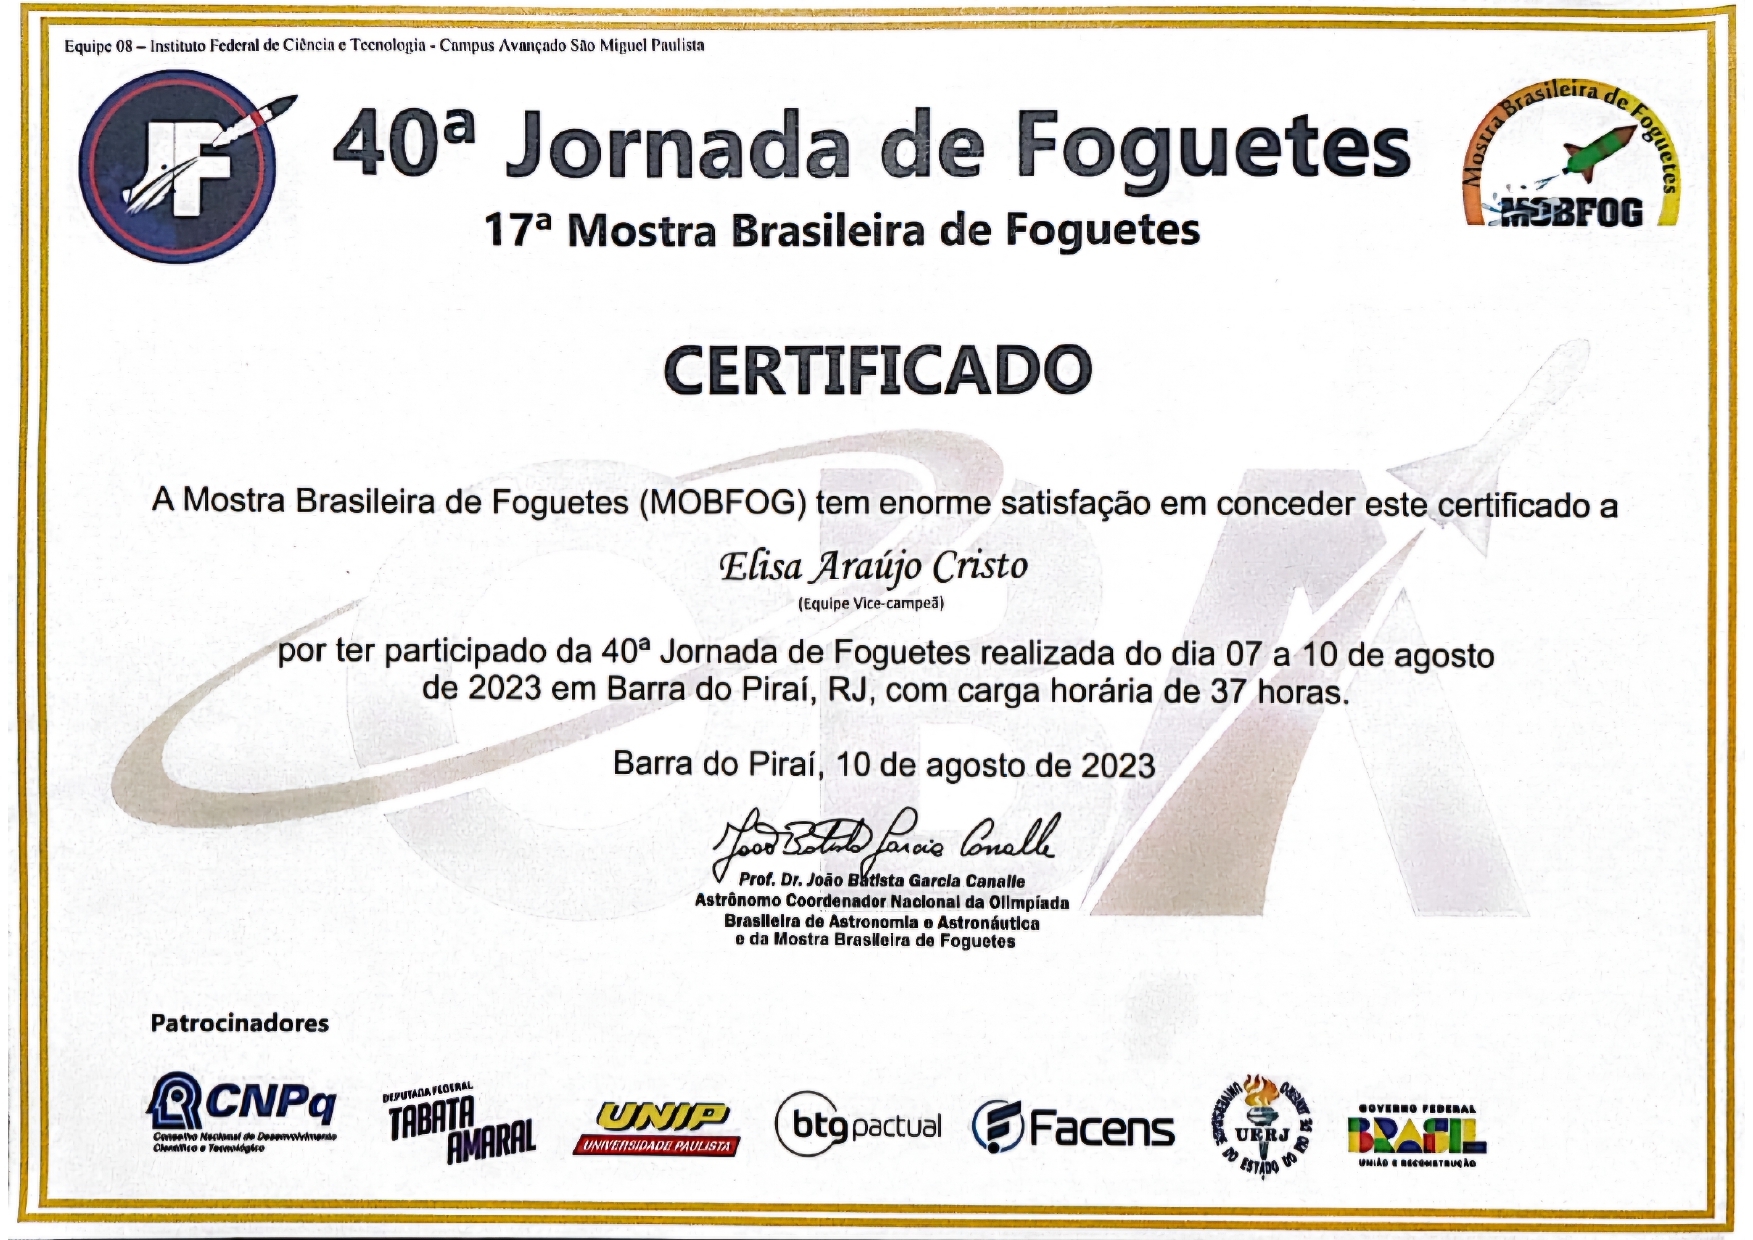 Equipe 08 – Instituto Federal de Ciência e Tecnologia - Campus Avançado São Miguel Paulista
JF
40ª Jornada de Foguetes
17ª Mostra Brasileira de Foguetes
Mostra Brasileira de Foguetes
MOBFOG
CERTIFICADO
OBA
A Mostra Brasileira de Foguetes (MOBFOG) tem enorme satisfação em conceder este certificado a
Elisa Araújo Cristo
(Equipe Vice-campeã)
por ter participado da 40ª Jornada de Foguetes realizada do dia 07 a 10 de agosto
de 2023 em Barra do Piraí, RJ, com carga horária de 37 horas.
Barra do Piraí, 10 de agosto de 2023
João Batista Garcia Canalle
Prof. Dr. João Batista Garcia Canalle
Astrônomo Coordenador Nacional da Olimpíada
Brasileira de Astronomia e Astronáutica
e da Mostra Brasileira de Foguetes
Patrocinadores
CNPq
Conselho Nacional de Desenvolvimento
Científico e Tecnológico
DEPUTADA FEDERAL
TABATA
AMARAL
UNIP
UNIVERSIDADE PAULISTA
btgpactual
Facens
UNIVERSIDADE DO ESTADO DO RIO DE JANEIRO
UERJ
GOVERNO FEDERAL
BRASIL
UNIÃO E RECONSTRUÇÃO